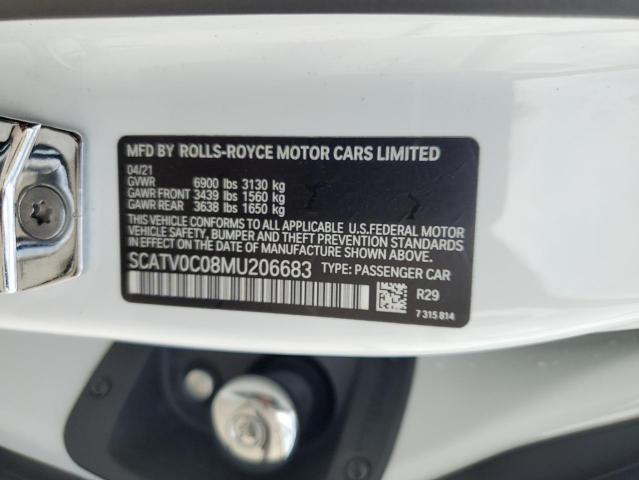 MFD BY ROLLS-ROYCE MOTOR CARS LIMITED
04/21
GVWR 6900 lbs 3130 kg
GAWR FRONT 3439 lbs 1560 kg
GAWR REAR 3638 lbs 1650 kg
THIS VEHICLE CONFORMS TO ALL APPLICABLE U.S.FEDERAL MOTOR
VEHICLE SAFETY, BUMPER AND THEFT PREVENTION STANDARDS
IN EFFECT ON THE DATE OF MANUFACTURE SHOWN ABOVE.
SCATV0C08MU206683 TYPE: PASSENGER CAR
R29
7 315 814